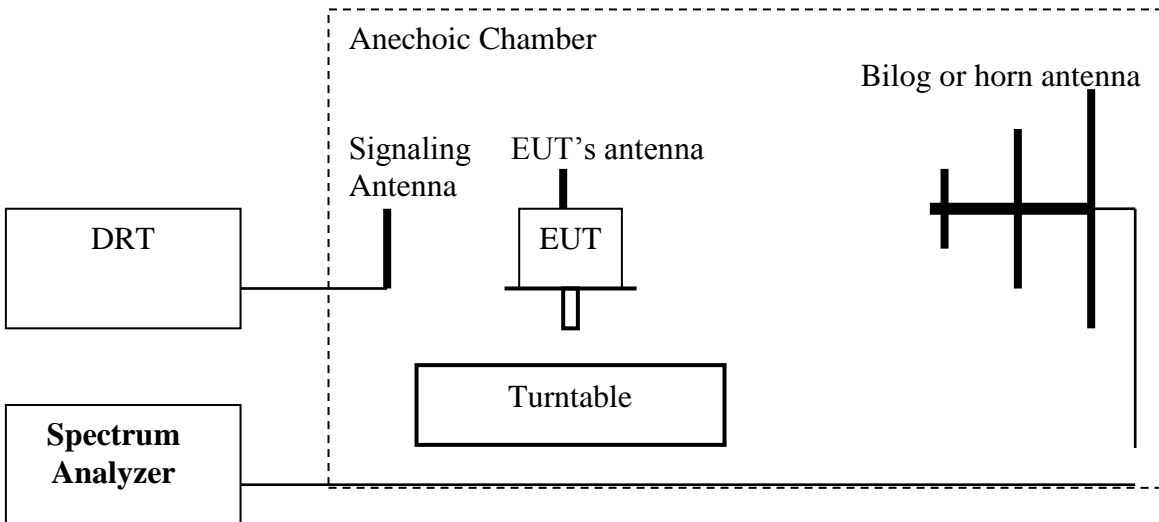 Anechoic Chamber
Bilog or horn antenna
Signaling
Antenna
EUT’s antenna
DRT
EUT
Turntable
Spectrum
Analyzer